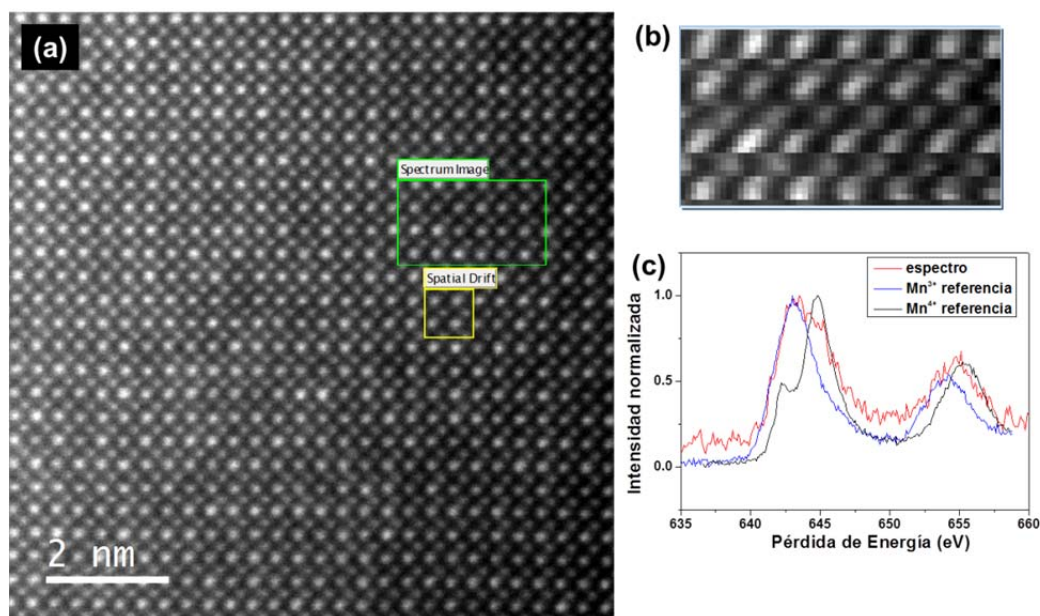 (a)
Spectrum Image
Spatial Drift
2 nm
(b)
(c)
espectro
Mn³⁺ referencia
Mn⁴⁺ referencia
Intensidad normalizada
1.0
0.5
0.0
635 640 645 650 655 660
Pérdida de Energía (eV)